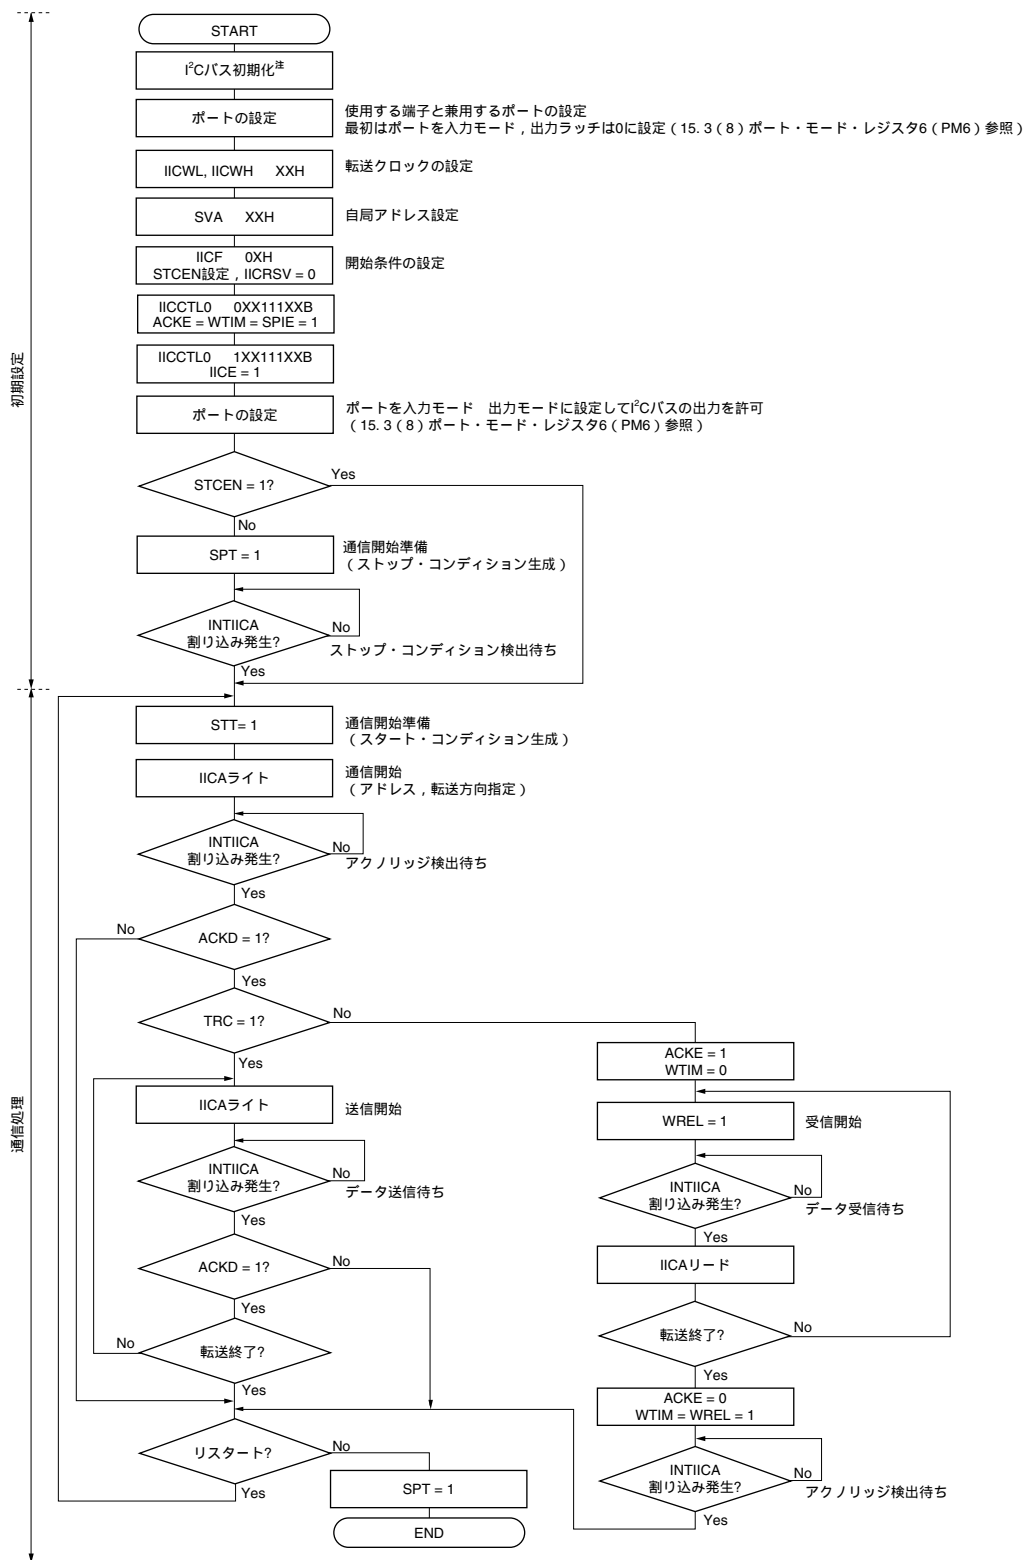 START
I²Cバス初期化注
ポートの設定
使用する端子と兼用するポートの設定
最初はポートを入力モード，出力ラッチは0に設定（15. 3（8）ポート・モード・レジスタ6（PM6）参照）
IICWL, IICWH XXH
転送クロックの設定
SVA XXH
自局アドレス設定
IICF 0XH
STCEN設定，IICRSV = 0
開始条件の設定
IICCTL0 0XX111XXB
ACKE = WTIM = SPIE = 1
IICCTL0 1XX111XXB
IICE = 1
初期設定
ポートの設定
ポートを入力モード 出力モードに設定してI²Cバスの出力を許可
（15. 3（8）ポート・モード・レジスタ6（PM6）参照）
STCEN = 1?
Yes
No
SPT = 1
通信開始準備
（ストップ・コンディション生成）
INTIICA
割り込み発生?
No
ストップ・コンディション検出待ち
Yes
STT= 1
通信開始準備
（スタート・コンディション生成）
IICAライト
通信開始
（アドレス，転送方向指定）
INTIICA
割り込み発生?
No
アクノリッジ検出待ち
Yes
ACKD = 1?
No
Yes
TRC = 1?
No
Yes
通信処理
IICAライト
送信開始
INTIICA
割り込み発生?
No
データ送信待ち
Yes
ACKD = 1?
No
Yes
転送終了?
No
Yes
リスタート?
No
Yes
SPT = 1
END
ACKE = 1
WTIM = 0
WREL = 1
受信開始
INTIICA
割り込み発生?
No
データ受信待ち
Yes
IICAリード
転送終了?
No
Yes
ACKE = 0
WTIM = WREL = 1
INTIICA
割り込み発生?
No
アクノリッジ検出待ち
Yes